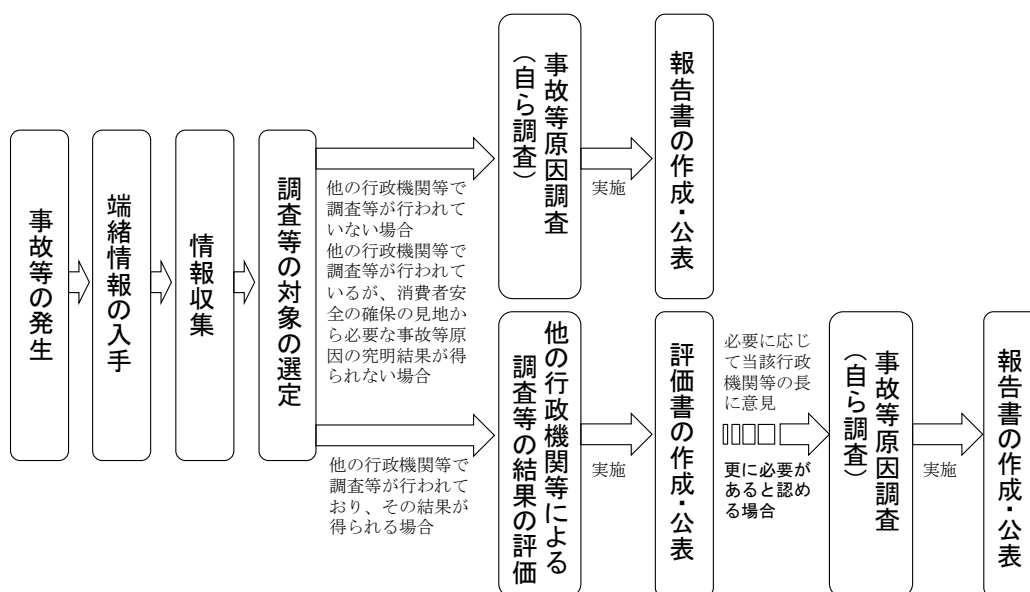 事故等の発生
端緒情報の入手
情報収集
調査等の対象の選定
他の行政機関等で
調査等が行われて
いない場合
他の行政機関等で
調査等が行われて
いるが、消費者安
全の確保の見地か
ら必要な事故等原
因の究明結果が得
られない場合
事故等原因調査
（自ら調査）
実施
報告書の作成・公表
他の行政機関等で
調査等が行われて
おり、その結果が
得られる場合
他の行政機関等による
調査等の結果の評価
実施
評価書の作成・公表
必要に応じ
て当該行政
機関等の長
に意見
更に必要が
あると認め
る場合
事故等原因調査
（自ら調査）
実施
報告書の作成・公表